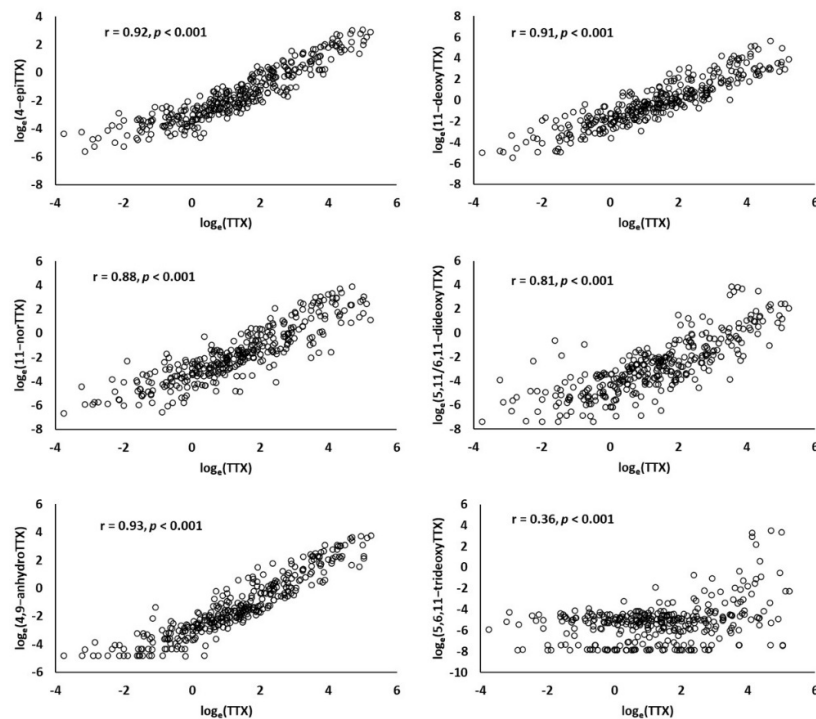 4
2
0
-2
-4
-6
-8
r = 0.92, p < 0.001
logₑ(4−epiTTX)
-4 -2 0 2 4 6
logₑ(TTX)
8
6
4
2
0
-2
-4
-6
-8
r = 0.91, p < 0.001
logₑ(11−deoxyTTX)
-4 -2 0 2 4 6
logₑ(TTX)
6
4
2
0
-2
-4
-6
-8
r = 0.88, p < 0.001
logₑ(11−norTTX)
-4 -2 0 2 4 6
logₑ(TTX)
6
4
2
0
-2
-4
-6
-8
r = 0.81, p < 0.001
logₑ(5,11/6,11−dideoxyTTX)
-4 -2 0 2 4 6
logₑ(TTX)
6
4
2
0
-2
-4
-6
r = 0.93, p < 0.001
logₑ(4,9−anhydroTTX)
-4 -2 0 2 4 6
logₑ(TTX)
6
4
2
0
-2
-4
-6
-8
-10
r = 0.36, p < 0.001
logₑ(5,6,11−trideoxyTTX)
-4 -2 0 2 4 6
logₑ(TTX)